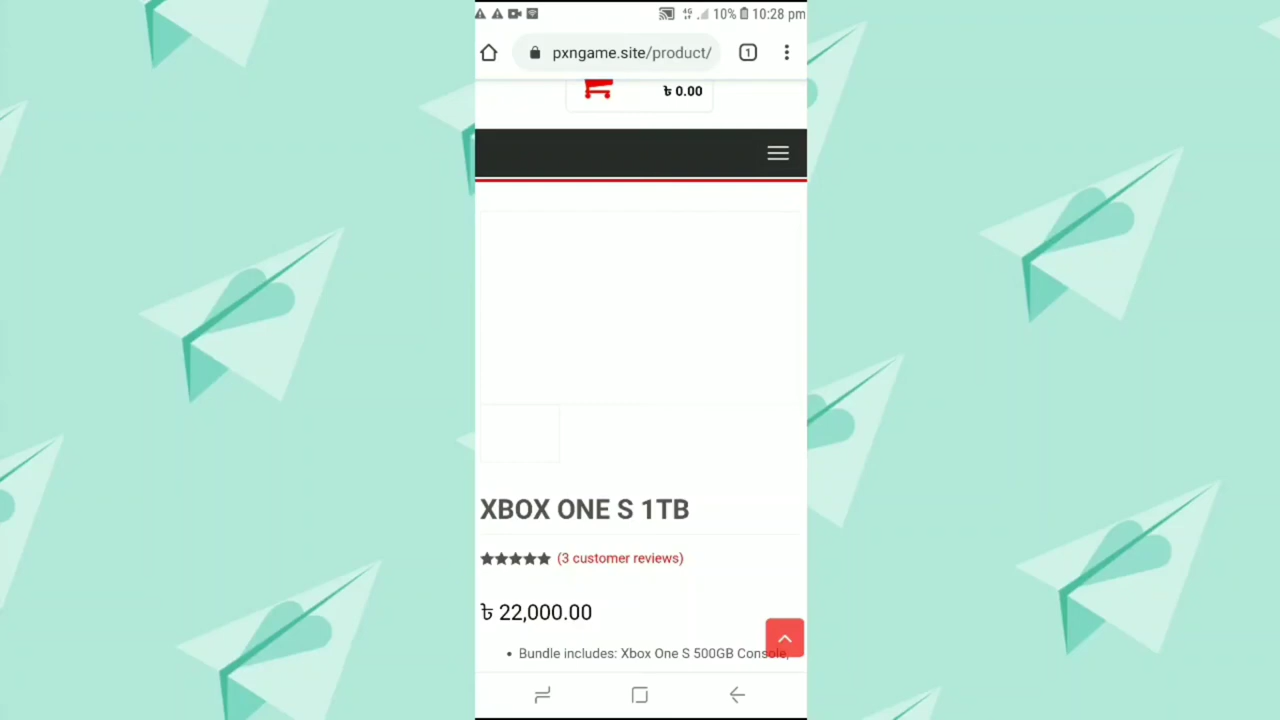 4G 10% 10:28 pm
pxngame.site/product/ 1
৳ 0.00
XBOX ONE S 1TB
(3 customer reviews)
৳ 22,000.00
• Bundle includes: Xbox One S 500GB Console,